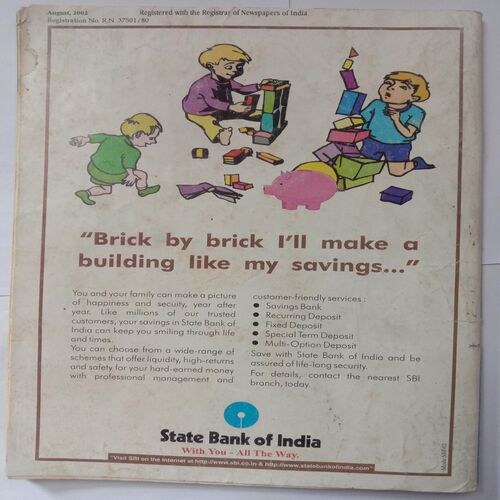 August, 2002 Registered with the Registrar of Newspapers of India
Registration No. R.N. 37501/80
"Brick by brick I'll make a
building like my savings..."
You and your family can make a picture
of happiness and secuity, year after
year. Like millions of our trusted
customers, your savings in State Bank of
India can keep you smiling through life
and times.
You can choose from a wide-range of
schemes that offer liquidity, high-returns
and safety for your hard-earned money
with professional management and
customer-friendly services :
● Savings Bank
● Recurring Deposit
● Fixed Deposit
● Special Term Deposit
● Multi-Option Deposit
Save with State Bank of India and be
assured of life-long security.
For details, contact the nearest SBI
branch, today.
State Bank of India
With You - All The Way.
"Visit SBI on the Internet at http://www.sbi.co.in & http://www.statebankofindia.com"